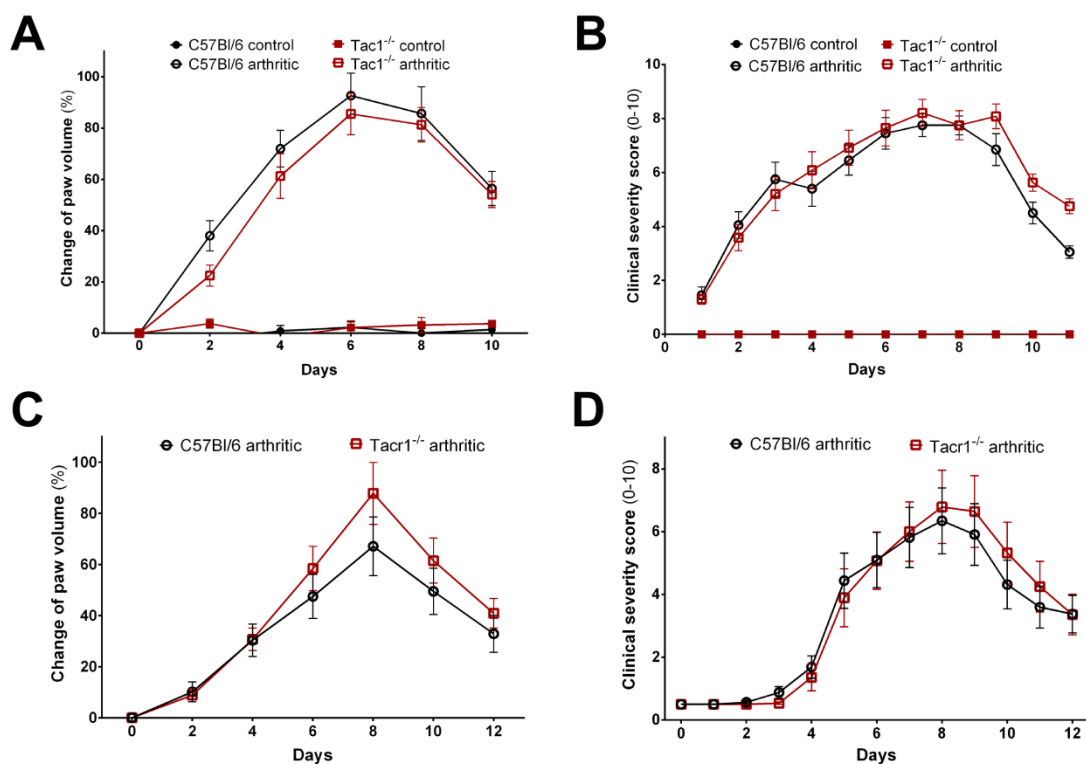 A
C57Bl/6 control
Tac1-/- control
C57Bl/6 arthritic
Tac1-/- arthritic
Change of paw volume (%)
100
80
60
40
20
0
0 2 4 6 8 10
Days
B
C57Bl/6 control
Tac1-/- control
C57Bl/6 arthritic
Tac1-/- arthritic
Clinical severity score (0-10)
10
8
6
4
2
0
0 2 4 6 8 10
Days
C
C57Bl/6 arthritic
Tacr1-/- arthritic
Change of paw volume (%)
100
80
60
40
20
0
0 2 4 6 8 10 12
Days
D
C57Bl/6 arthritic
Tacr1-/- arthritic
Clinical severity score (0-10)
8
6
4
2
0
0 2 4 6 8 10 12
Days